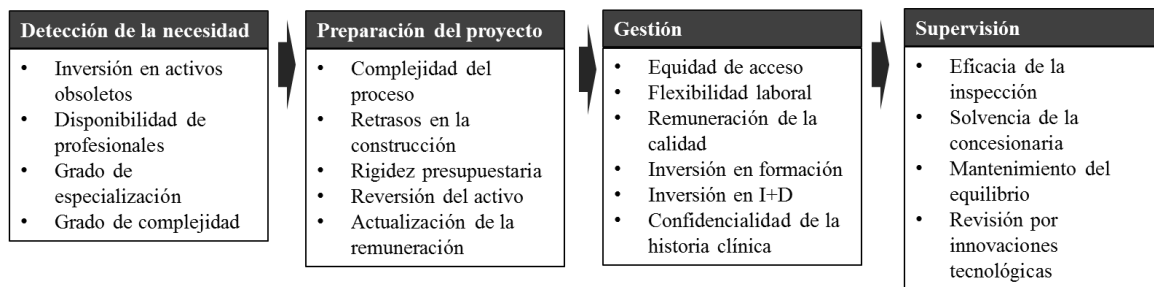 Detección de la necesidad
• Inversión en activos
obsoletos
• Disponibilidad de
profesionales
• Grado de
especialización
• Grado de complejidad
Preparación del proyecto
• Complejidad del
proceso
• Retrasos en la
construcción
• Rigidez presupuestaria
• Reversión del activo
• Actualización de la
remuneración
Gestión
• Equidad de acceso
• Flexibilidad laboral
• Remuneración de la
calidad
• Inversión en formación
• Inversión en I+D
• Confidencialidad de la
historia clínica
Supervisión
• Eficacia de la
inspección
• Solvencia de la
concesionaria
• Mantenimiento del
equilibrio
• Revisión por
innovaciones
tecnológicas